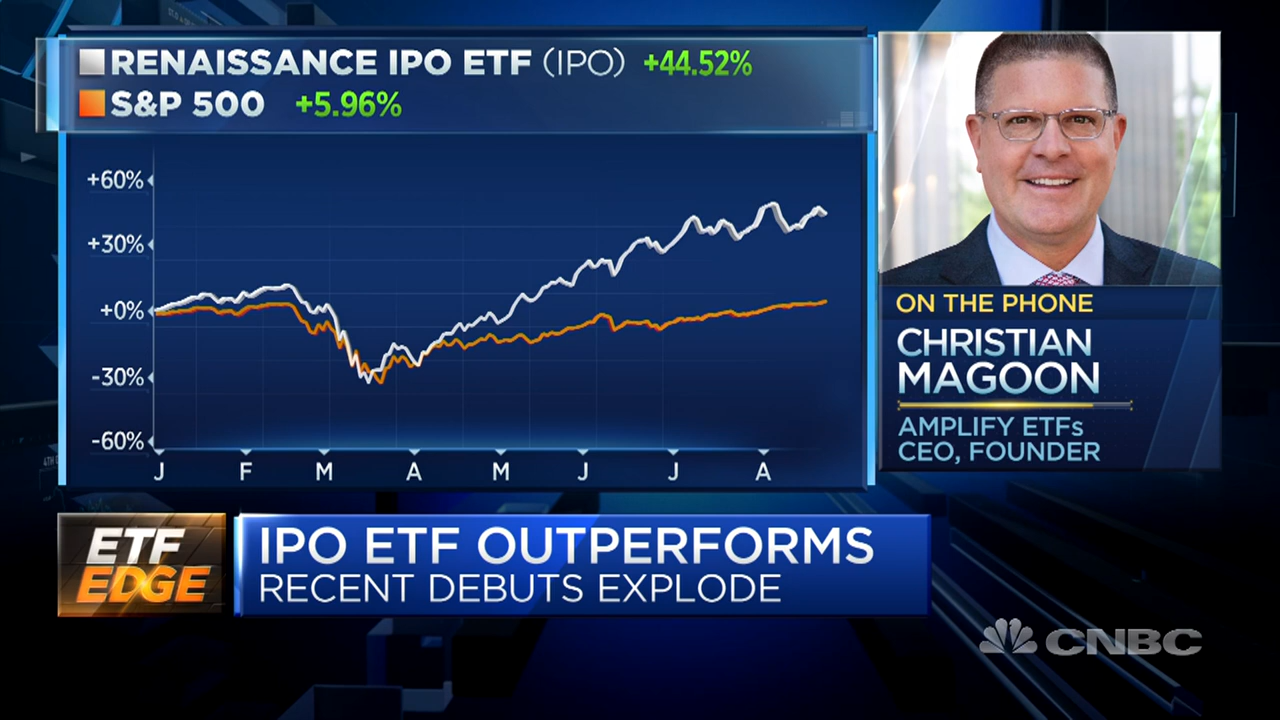 RENAISSANCE IPO ETF (IPO) +44.52%
S&P 500 +5.96%
+60%
+30%
+0%
-30%
-60%
J F M A M J J A
ON THE PHONE
CHRISTIAN
MAGOON
AMPLIFY ETFs
CEO, FOUNDER
ETF
EDGE
IPO ETF OUTPERFORMS
RECENT DEBUTS EXPLODE
CNBC